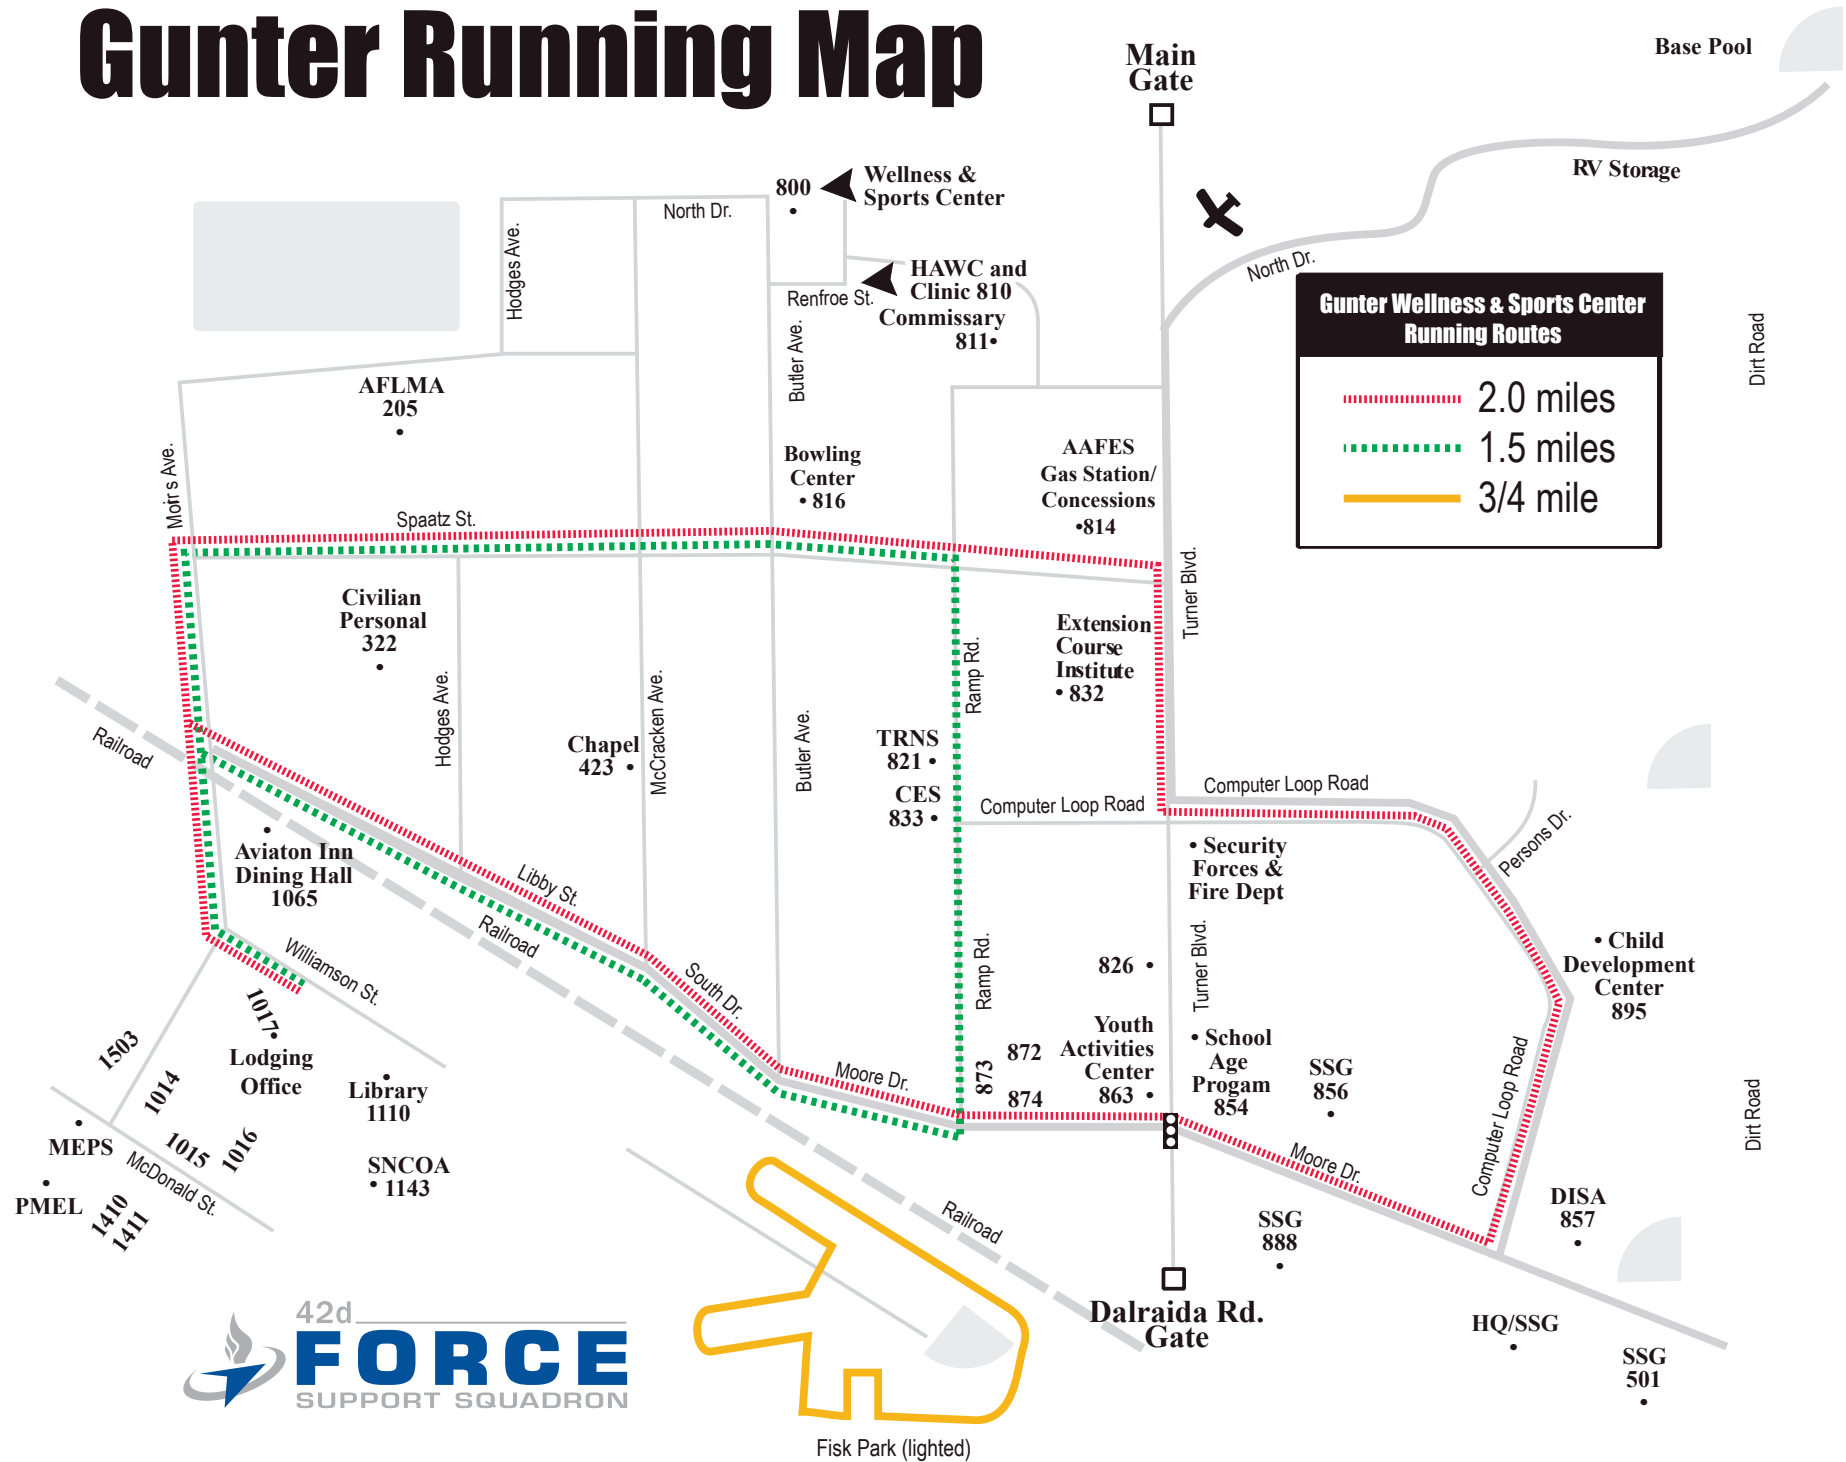 Gunter Running Map
Main
Gate
Base Pool
RV Storage
North Dr.
800
Wellness &
Sports Center
North Dr.
Hodges Ave.
HAWC and
Clinic 810
Renfroe St.
Commissary
811
Butler Ave.
Gunter Wellness & Sports Center
Running Routes
2.0 miles
1.5 miles
3/4 mile
Dirt Road
AFLMA
205
Morris Ave.
Bowling
Center
816
AAFES
Gas Station/
Concessions
814
Spaatz St.
Turner Blvd.
Civilian
Personal
322
Extension
Course
Institute
832
Ramp Rd.
Hodges Ave.
McCracken Ave.
Butler Ave.
Railroad
Chapel
423
TRNS
821
CES
833
Computer Loop Road
Computer Loop Road
Persons Dr.
Aviaton Inn
Dining Hall
1065
Libby St.
Railroad
Security
Forces &
Fire Dept
Williamson St.
South Dr.
Ramp Rd.
826
Turner Blvd.
Child
Development
Center
895
1017
Lodging
Office
1503
1014
Library
1110
Moore Dr.
873
872
874
Youth
Activities
Center
863
School
Age
Progam
854
SSG
856
Computer Loop Road
Dirt Road
MEPS
PMEL
1015
1016
McDonald St.
1410
1411
SNCOA
1143
Moore Dr.
Railroad
SSG
888
DISA
857
Dalraida Rd.
Gate
HQ/SSG
SSG
501
42d
FORCE
SUPPORT SQUADRON
Fisk Park (lighted)